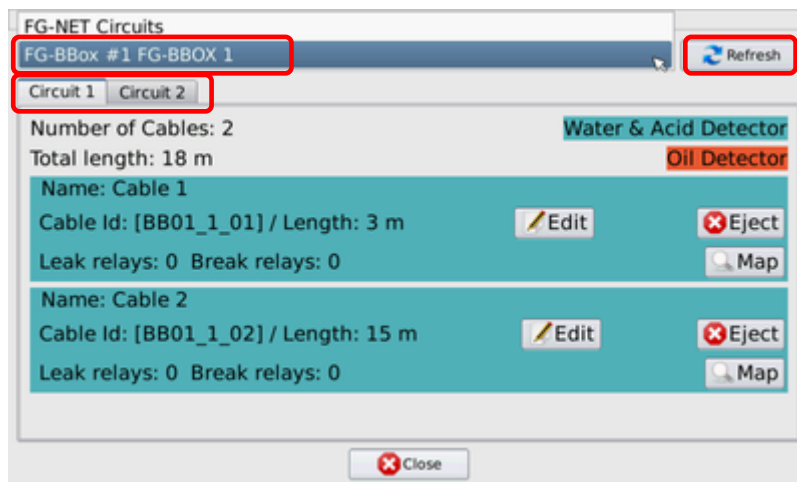 FG-NET Circuits
FG-BBox #1 FG-BBOX 1
Refresh
Circuit 1 Circuit 2
Number of Cables: 2 Water & Acid Detector
Total length: 18 m Oil Detector
Name: Cable 1
Cable Id: [BB01_1_01] / Length: 3 m Edit Eject
Leak relays: 0 Break relays: 0 Map
Name: Cable 2
Cable Id: [BB01_1_02] / Length: 15 m Edit Eject
Leak relays: 0 Break relays: 0 Map
Close